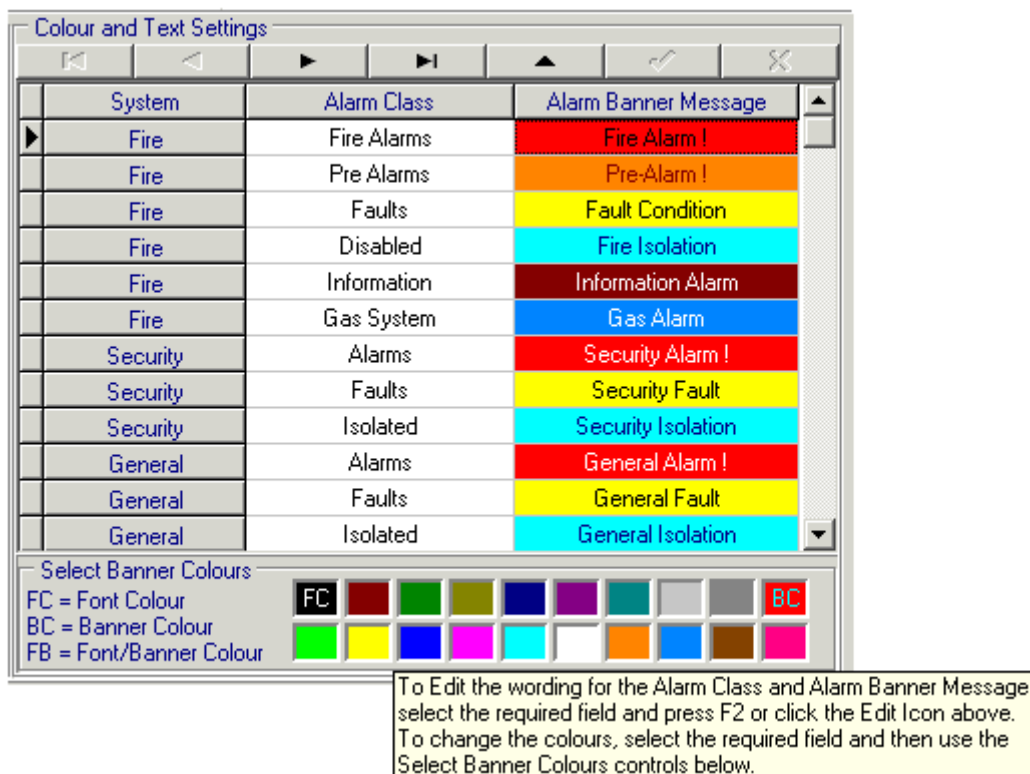 Colour and Text Settings
System Alarm Class Alarm Banner Message
Fire Fire Alarms Fire Alarm !
Fire Pre Alarms Pre-Alarm !
Fire Faults Fault Condition
Fire Disabled Fire Isolation
Fire Information Information Alarm
Fire Gas System Gas Alarm
Security Alarms Security Alarm !
Security Faults Security Fault
Security Isolated Security Isolation
General Alarms General Alarm !
General Faults General Fault
General Isolated General Isolation
Select Banner Colours
FC = Font Colour
BC = Banner Colour
FB = Font/Banner Colour
FC BC
To Edit the wording for the Alarm Class and Alarm Banner Message
select the required field and press F2 or click the Edit Icon above.
To change the colours, select the required field and then use the
Select Banner Colours controls below.